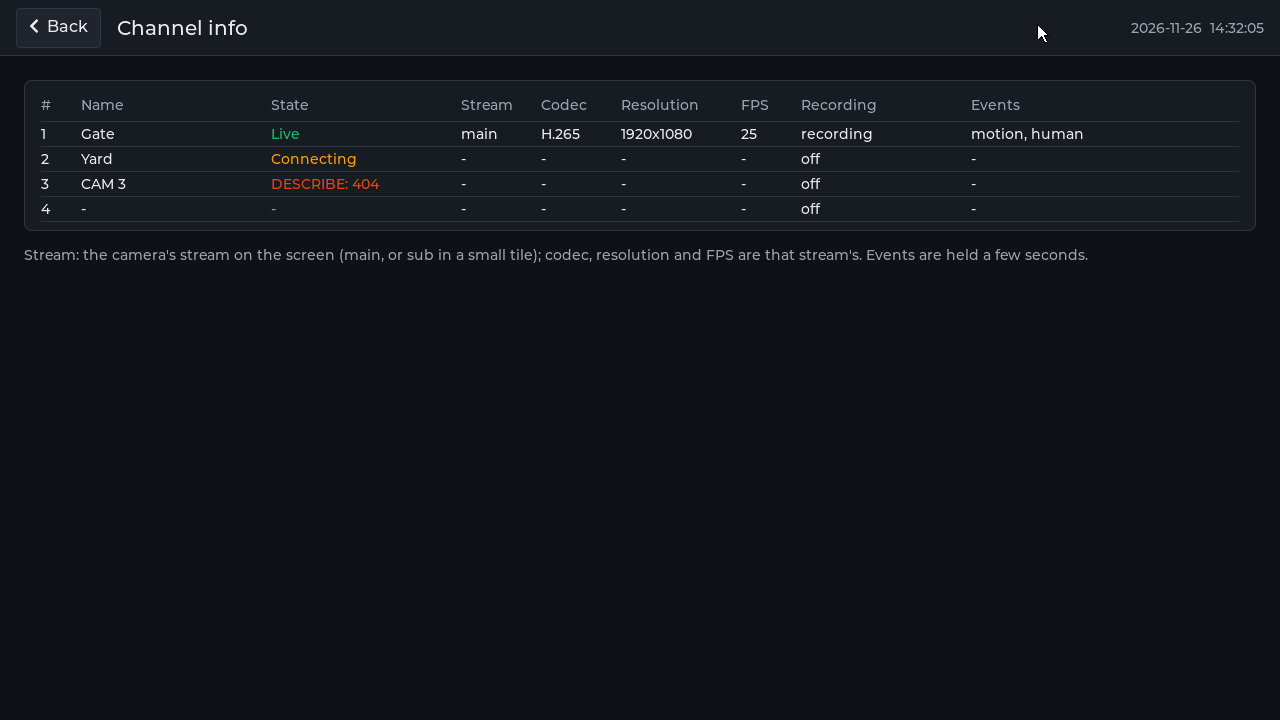 Back Channel info 2026-11-26 14:32:05
# Name State Stream Codec Resolution FPS Recording Events
1 Gate Live main H.265 1920x1080 25 recording motion, human
2 Yard Connecting - - - - off -
3 CAM 3 DESCRIBE: 404 - - - - off -
4 - - - - - - off -
Stream: the camera's stream on the screen (main, or sub in a small tile); codec, resolution and FPS are that stream's. Events are held a few seconds.